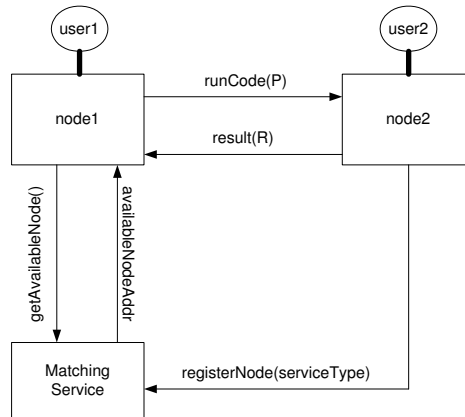 user1
user2
runCode(P)
node1
node2
result(R)
getAvailableNode()
availableNodeAddr
Matching
Service
registerNode(serviceType)